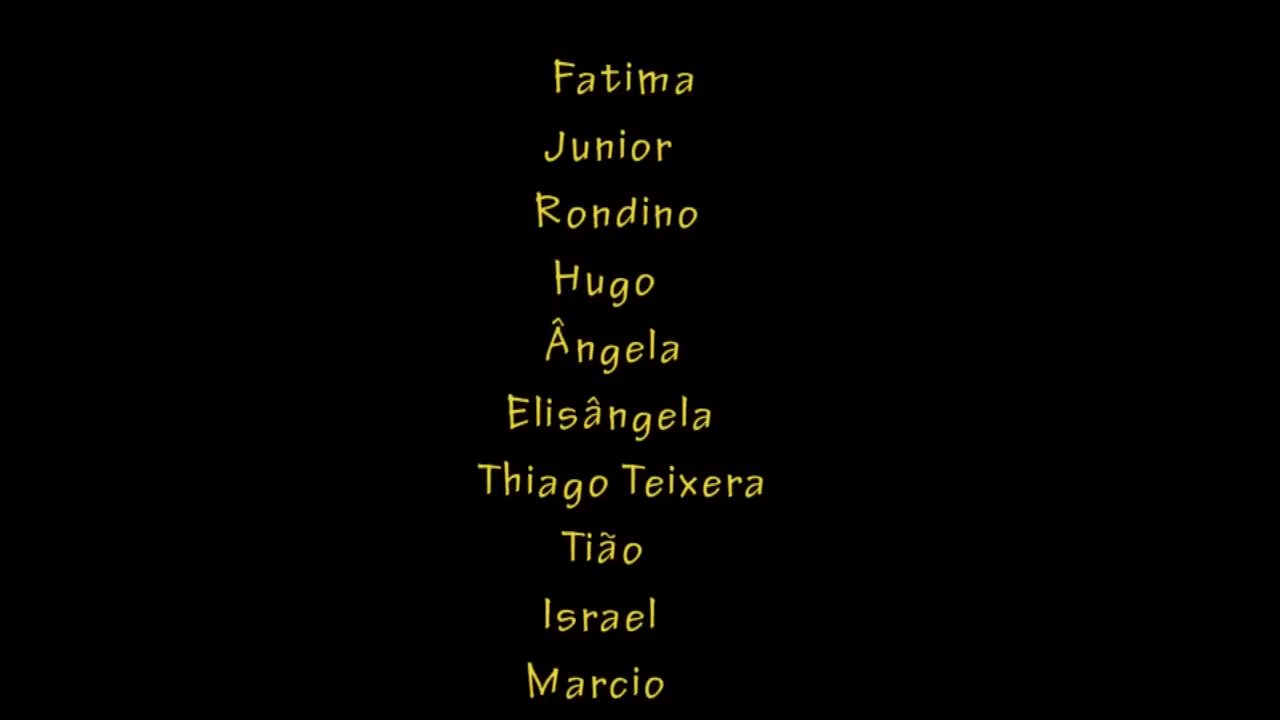 Fatima
Junior
Rondino
Hugo
Ângela
Elisângela
Thiago Teixera
Tião
Israel
Marcio